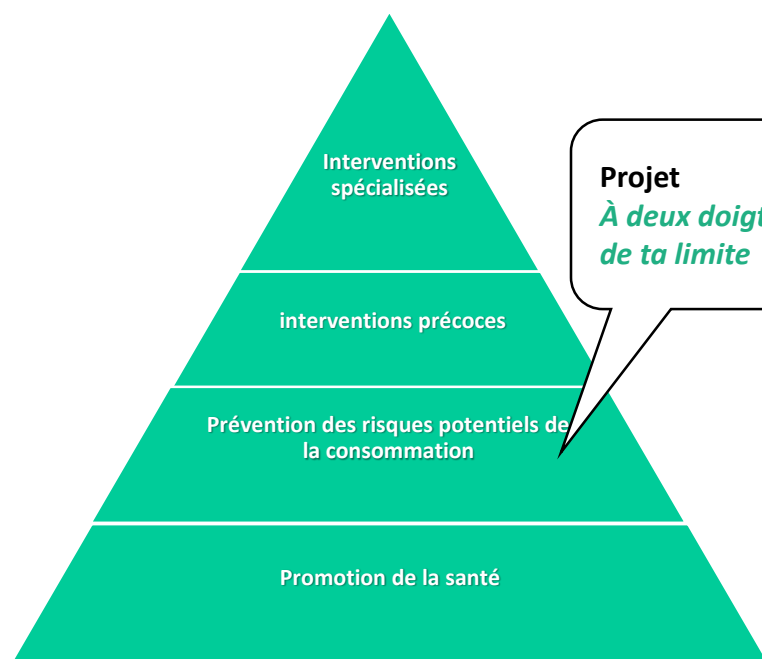 Interventions
spécialisées
Projet
À deux doigt
de ta limite
interventions précoces
Prévention des risques potentiels de
la consommation
Promotion de la santé